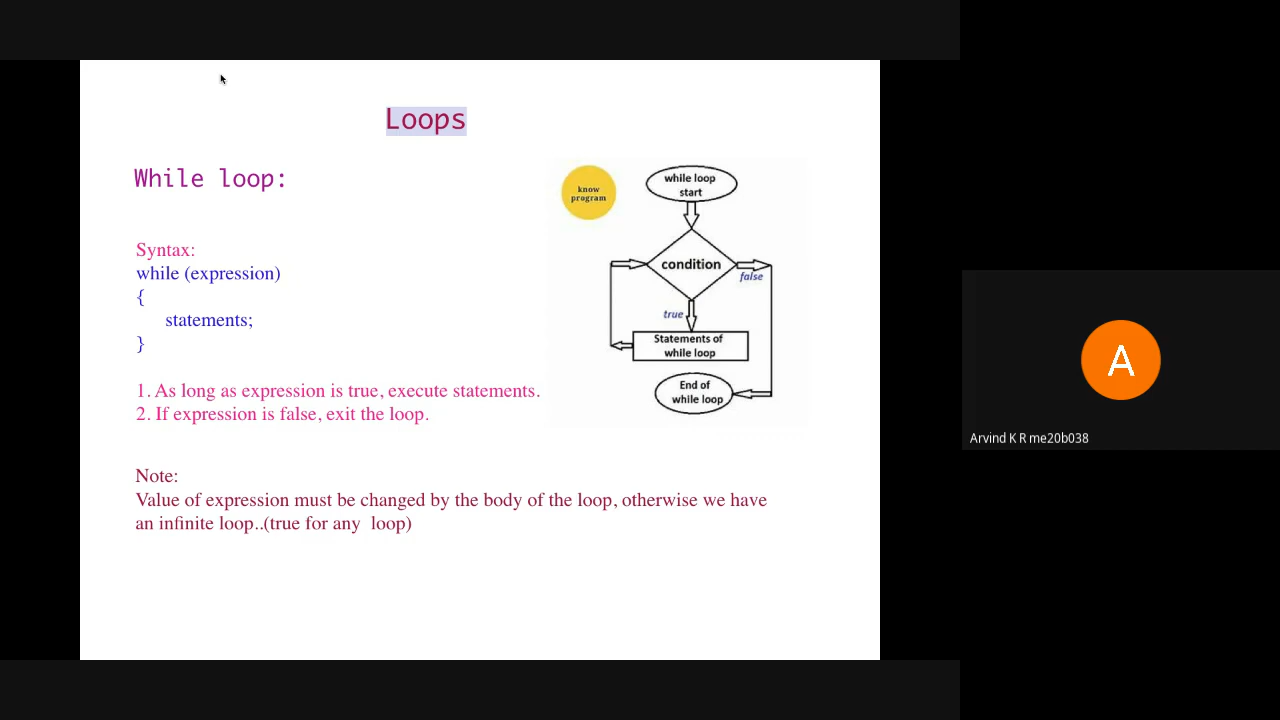 Loops
While loop:
Syntax:
while (expression)
{
statements;
}
1. As long as expression is true, execute statements.
2. If expression is false, exit the loop.
Note:
Value of expression must be changed by the body of the loop, otherwise we have
an infinite loop..(true for any  loop)
know
program
while loop
start
condition
false
true
Statements of
while loop
End of
while loop
A
Arvind K R me20b038